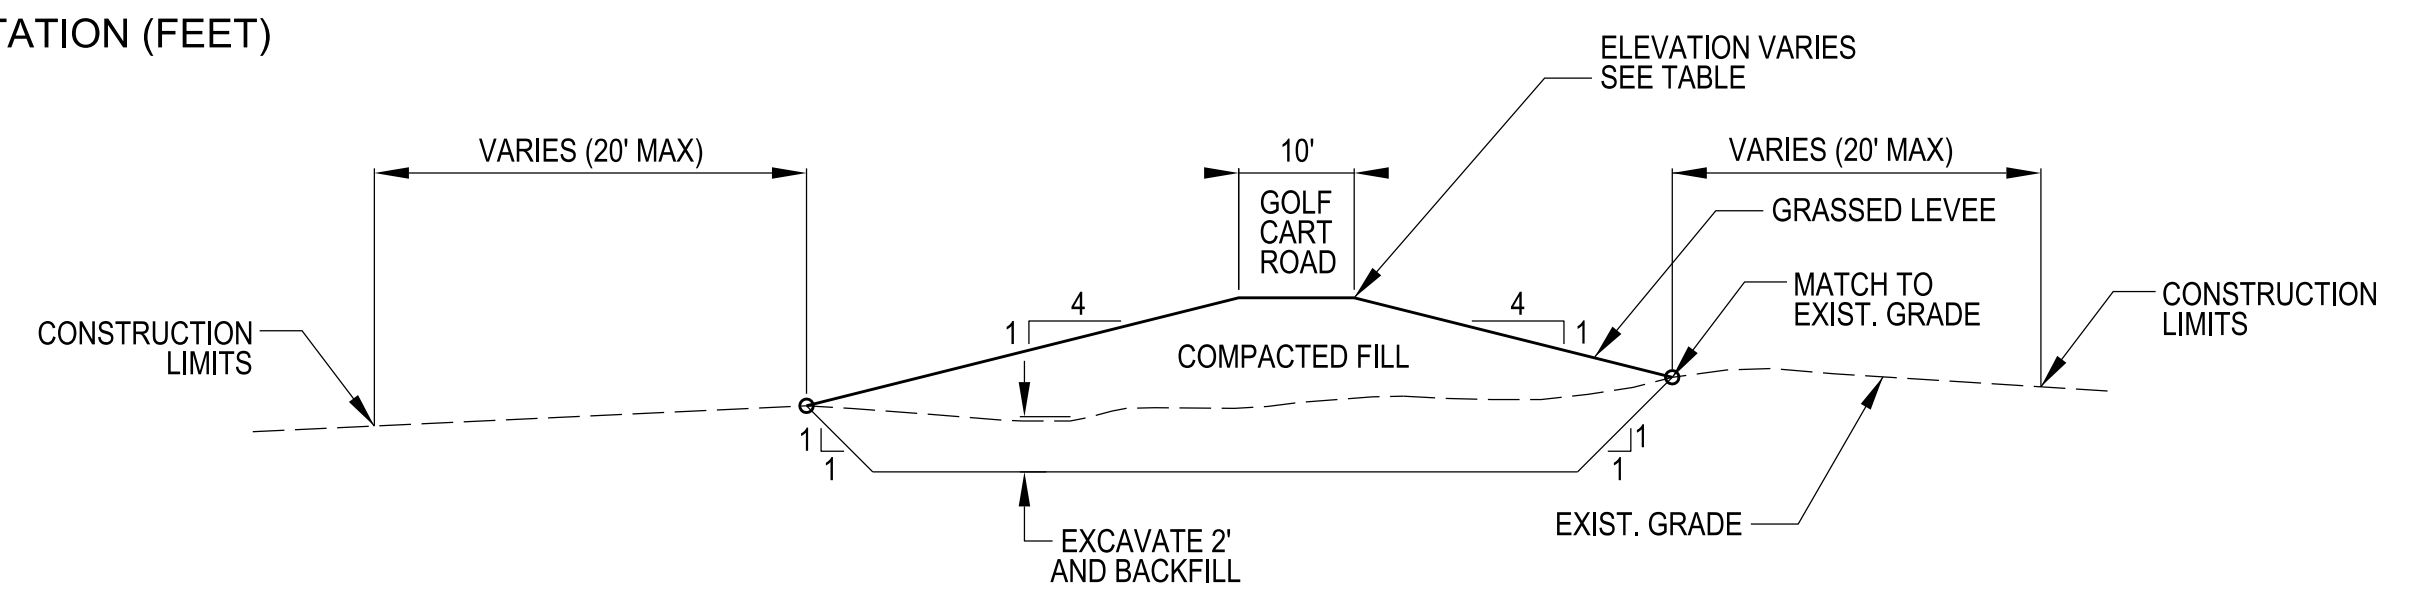 TATION (FEET)
ELEVATION VARIES
SEE TABLE
VARIES (20' MAX)
10'
VARIES (20' MAX)
GOLF
CART
ROAD
GRASSED LEVEE
MATCH TO
EXIST. GRADE
CONSTRUCTION
LIMITS
CONSTRUCTION
LIMITS
1
4
4
1
COMPACTED FILL
1
1
1
1
EXCAVATE 2'
AND BACKFILL
EXIST. GRADE